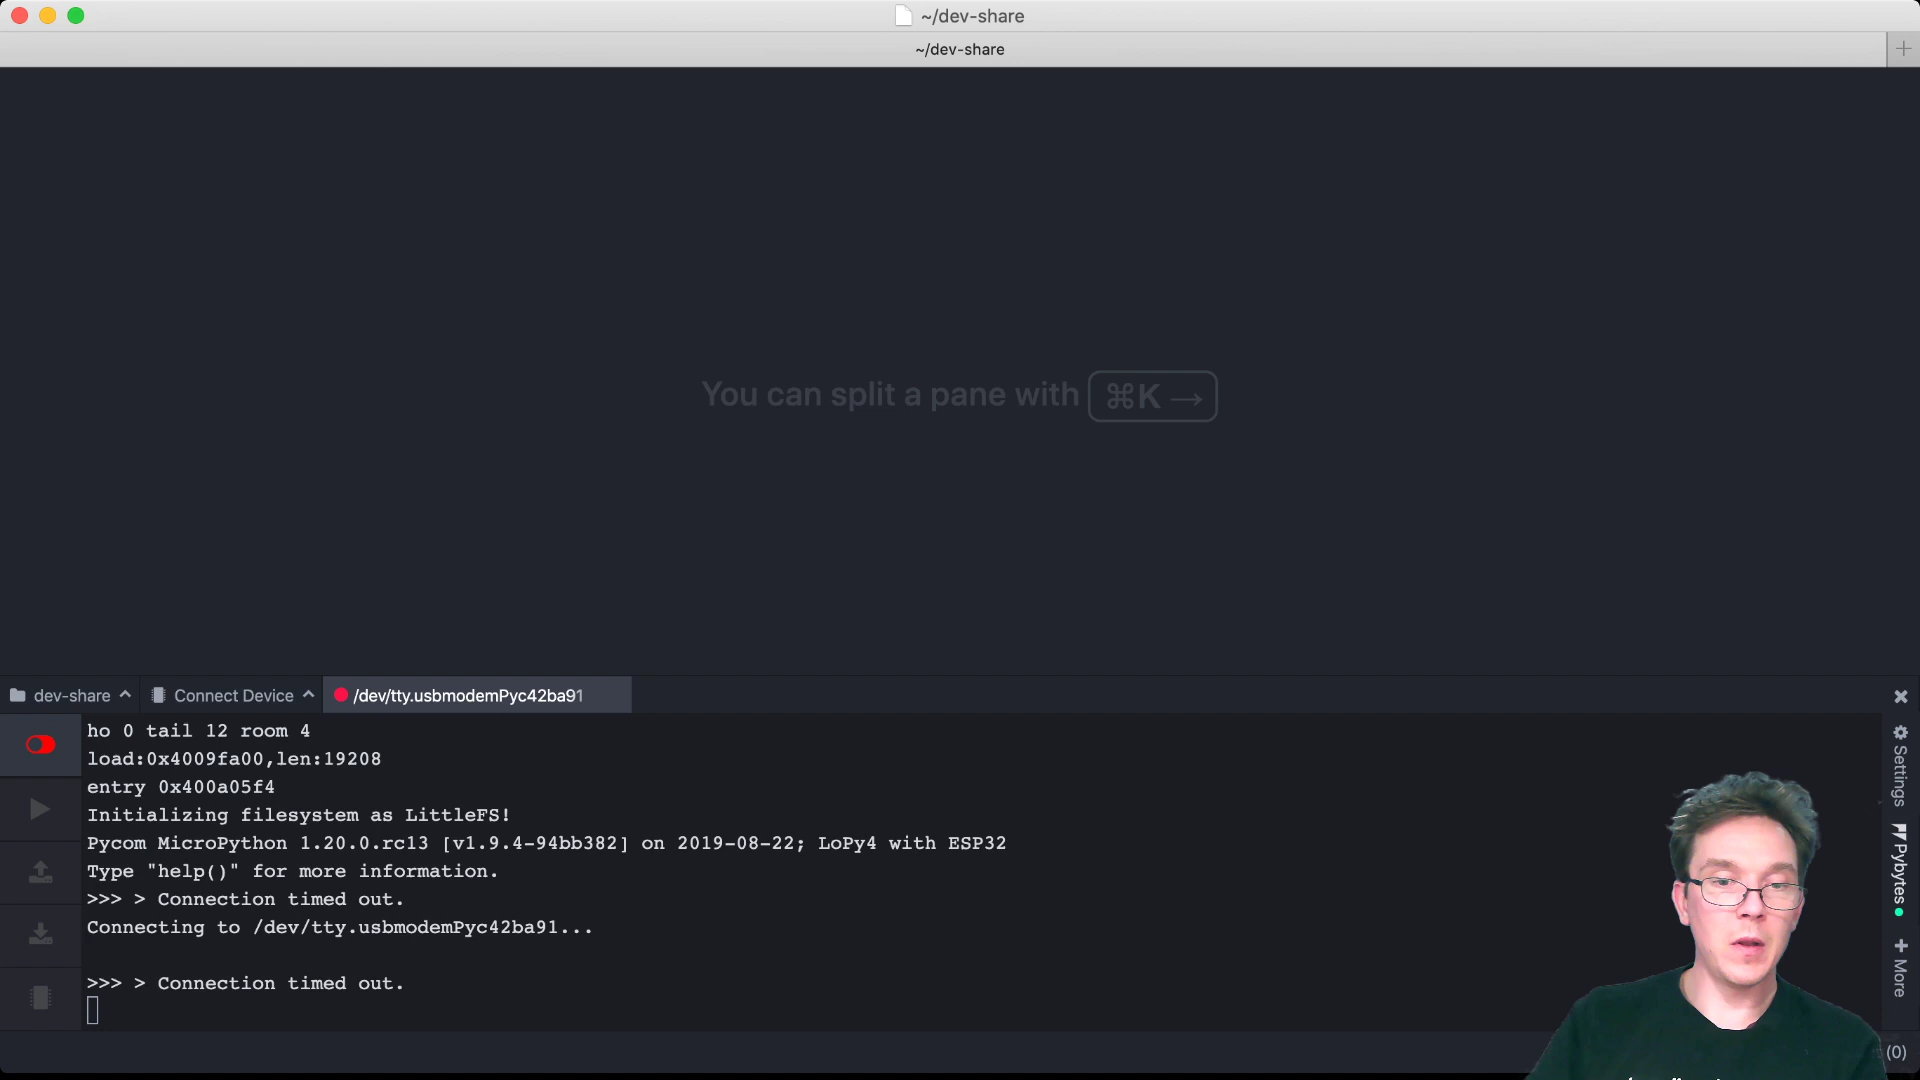 ~/dev-share
~/dev-share
You can split a pane with ⌘K →
dev-share
Connect Device
/dev/tty.usbmodemPyc42ba91
ho 0 tail 12 room 4
load:0x4009fa00,len:19208
entry 0x400a05f4
Initializing filesystem as LittleFS!
Pycom MicroPython 1.20.0.rc13 [v1.9.4-94bb382] on 2019-08-22; LoPy4 with ESP32
Type "help()" for more information.
>>> > Connection timed out.
Connecting to /dev/tty.usbmodemPyc42ba91...
>>> > Connection timed out.
Settings
Pybytes
More
(0)